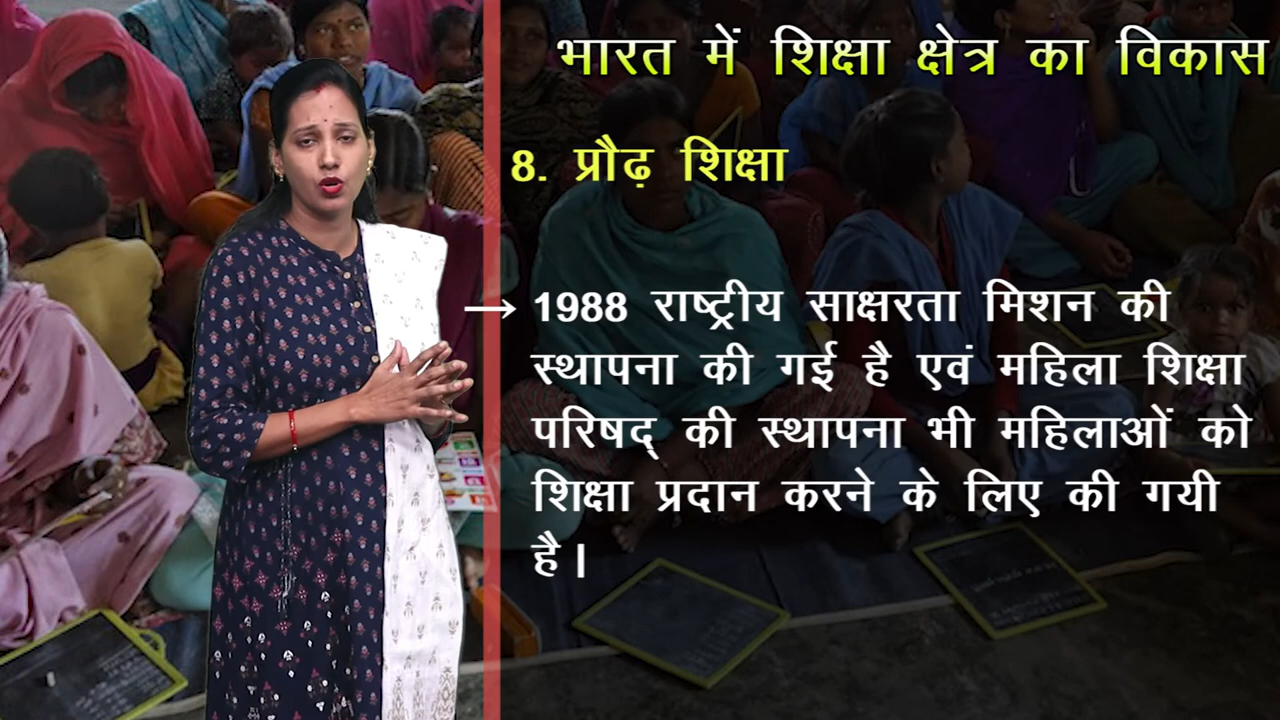 भारत में शिक्षा क्षेत्र का विकास
8. प्रौढ़ शिक्षा
→ 1988 राष्ट्रीय साक्षरता मिशन की
स्थापना की गई है एवं महिला शिक्षा
परिषद् की स्थापना भी महिलाओं को
शिक्षा प्रदान करने के लिए की गयी
है।